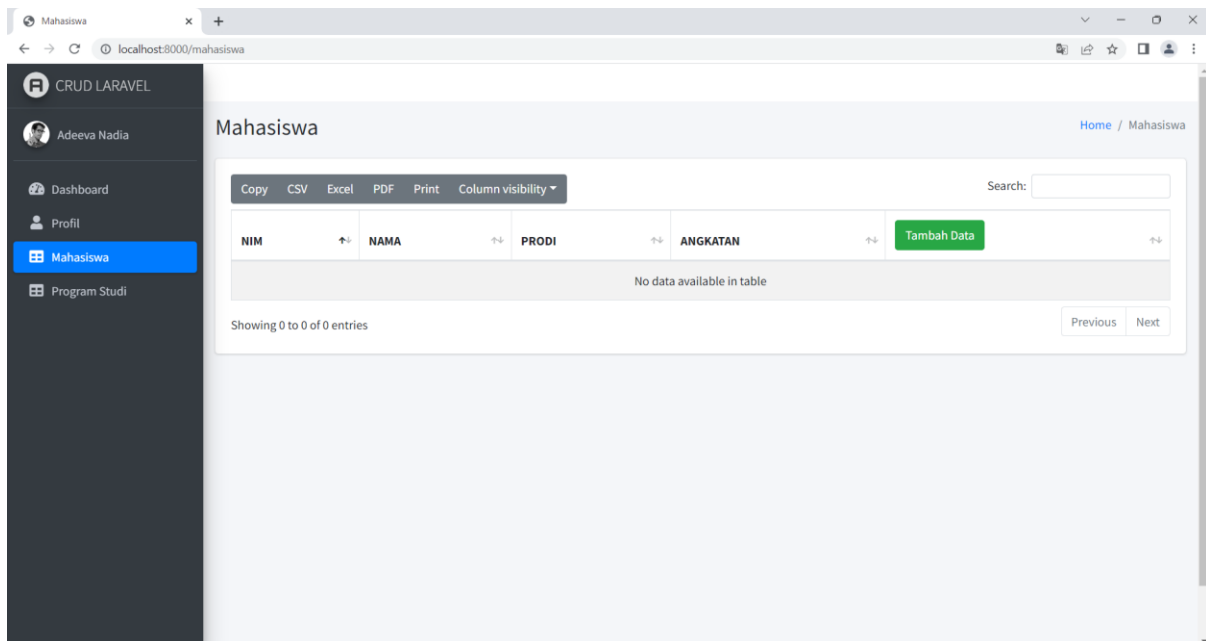 Mahasiswa
localhost:8000/mahasiswa
CRUD LARAVEL
Adeeva Nadia
Dashboard
Profil
Mahasiswa
Program Studi
Mahasiswa
Home / Mahasiswa
Copy CSV Excel PDF Print Column visibility
Search:
NIM NAMA PRODI ANGKATAN Tambah Data
No data available in table
Showing 0 to 0 of 0 entries
Previous Next